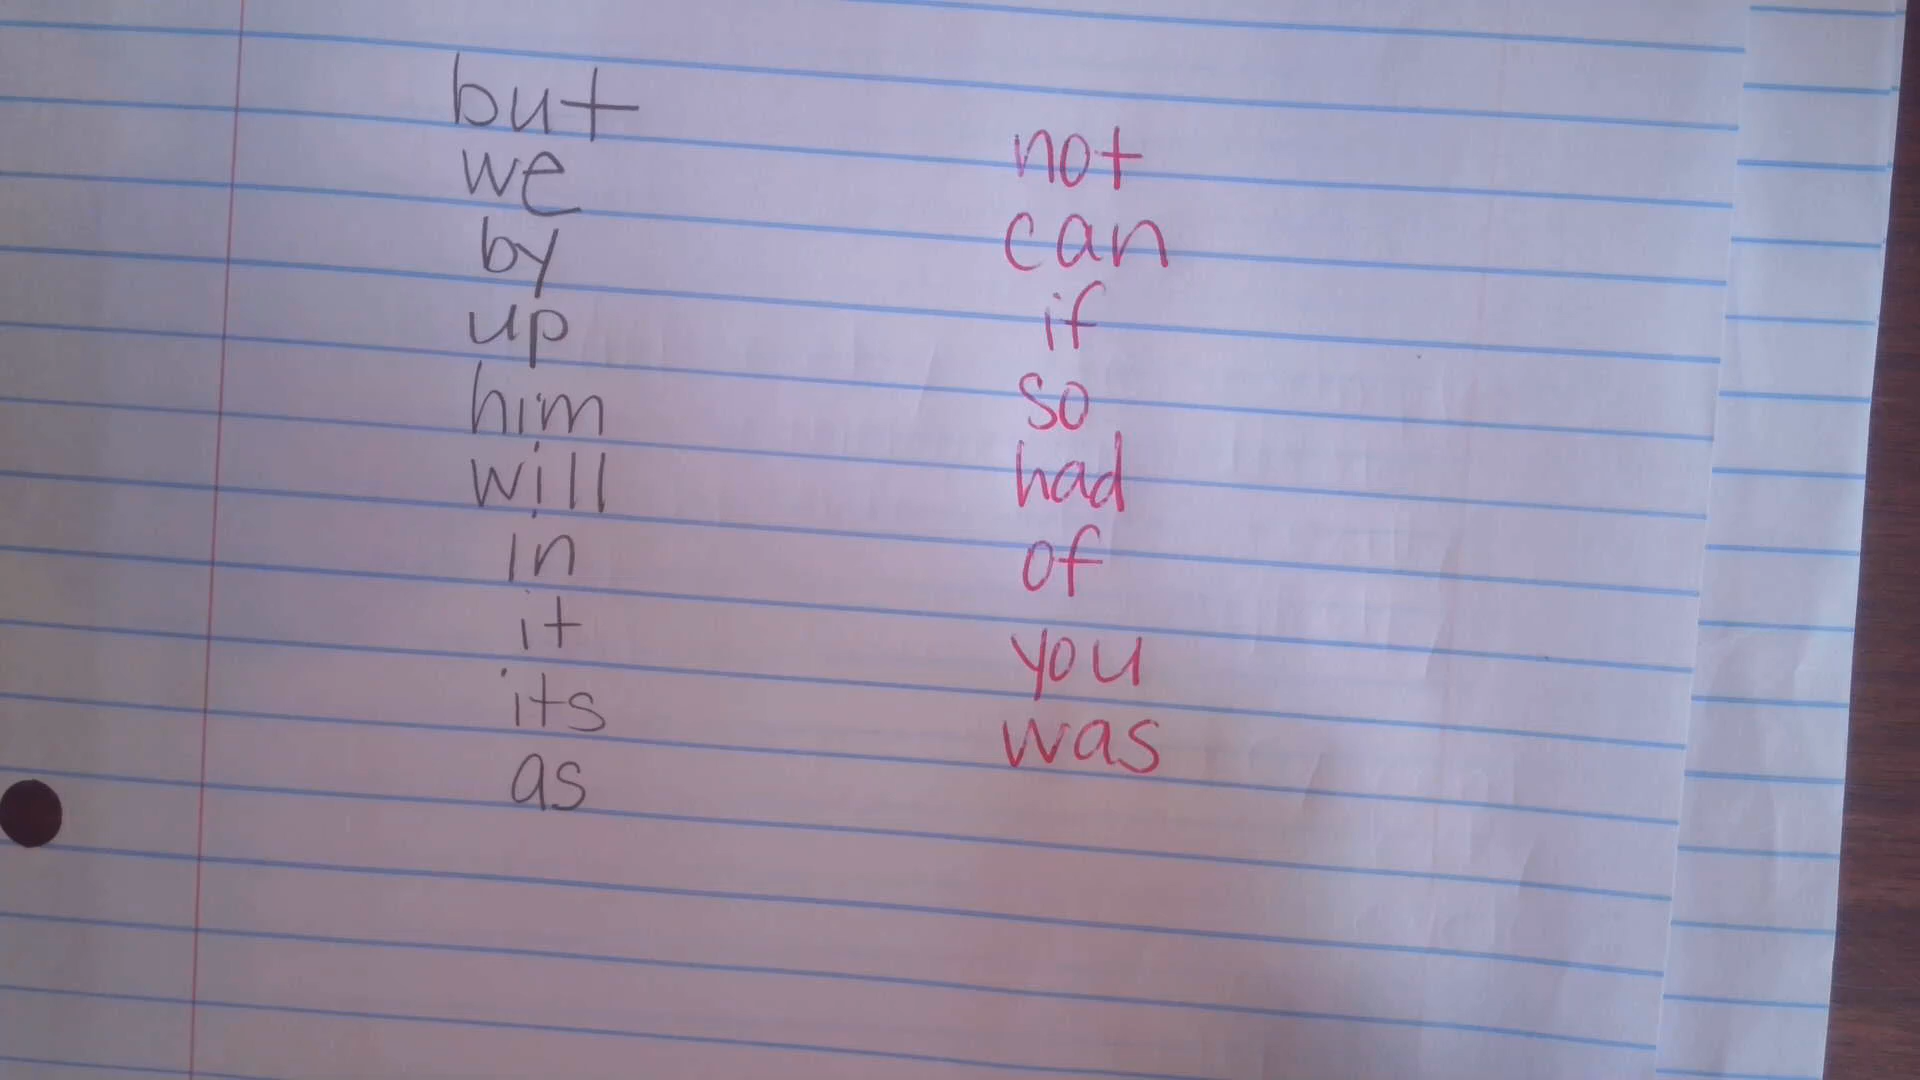 but
we
by
up
him
will
in
it
its
as
not
can
if
so
had
of
you
was